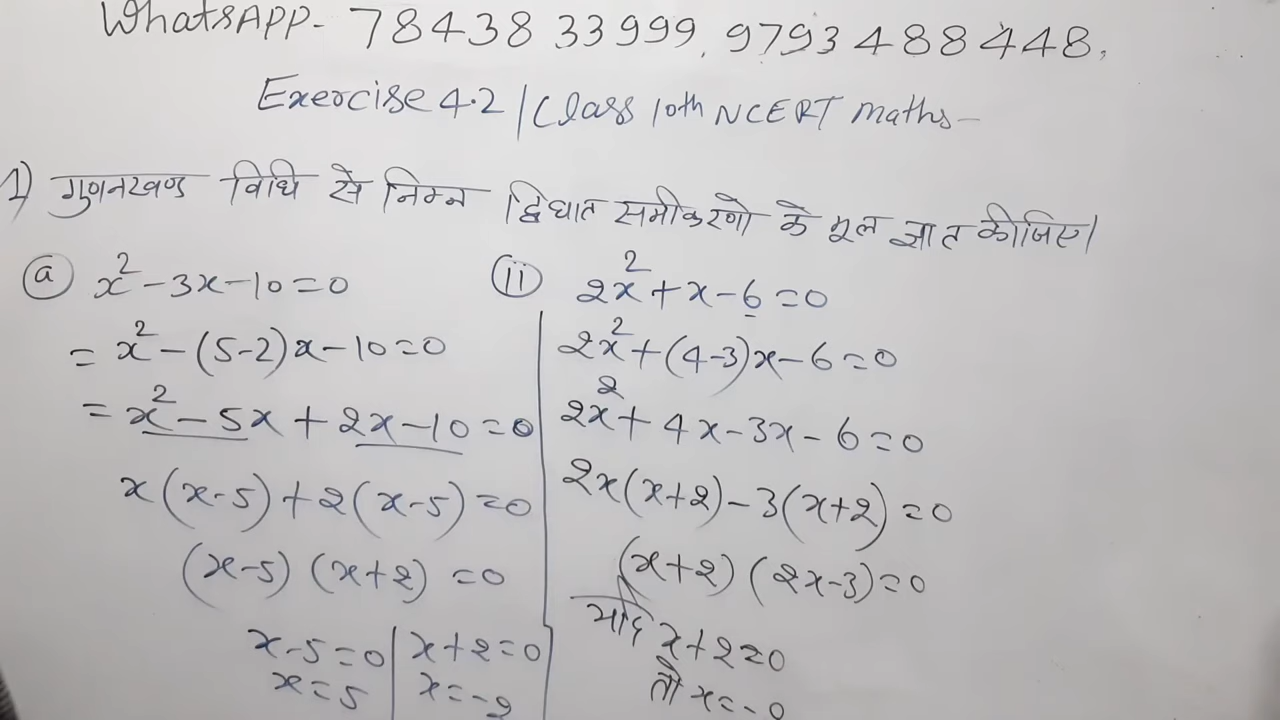 WhatsAPP- 78438 33999, 9793 488448,
Exercise 4.2 / Class 10th NCERT maths-
1) गुणनखण्ड विधि से निम्न द्विघात समीकरणो के मूल ज्ञात कीजिए।
(a) x² - 3x - 10 = 0
= x² - (5-2)x - 10 = 0
= x² - 5x + 2x - 10 = 0
x(x-5) + 2(x-5) = 0
(x-5) (x+2) = 0
x-5=0 | x+2=0
x=5 | x=-2
(ii) 2x² + x - 6 = 0
2x² + (4-3)x - 6 = 0
2x² + 4x - 3x - 6 = 0
2x(x+2) - 3(x+2) = 0
(x+2) (2x-3) = 0
यदि x+2=0
तो x=-